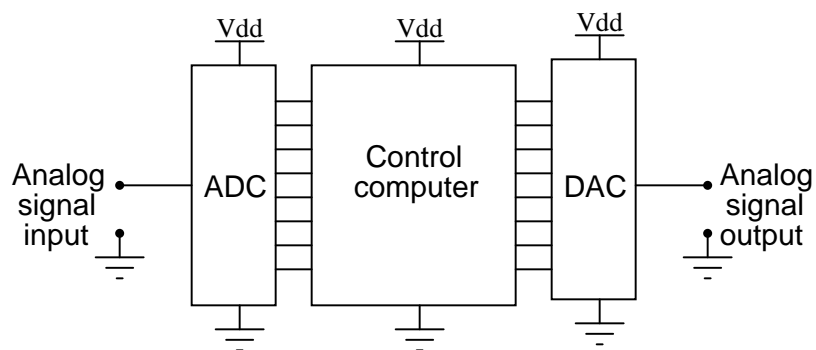 Vdd
Vdd
Vdd
Analog
signal
input
ADC
Control
computer
DAC
Analog
signal
output